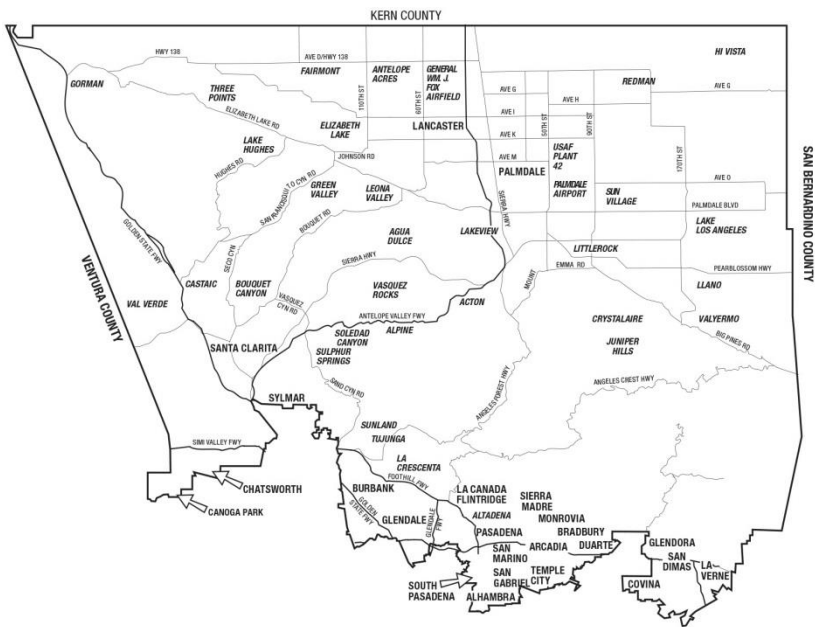 KERN COUNTY
HI VISTA
HWY 138
AVE D/HWY 138
GORMAN
THREE
POINTS
FAIRMONT
ANTELOPE
ACRES
GENERAL
WM. J.
FOX
AIRFIELD
REDMAN
AVE G
AVE G
AVE H
110TH ST
60TH ST
50TH ST
90TH ST
170TH ST
ELIZABETH LAKE RD
ELIZABETH
LAKE
LANCASTER
AVE I
AVE K
LAKE
HUGHES
JOHNSON RD
AVE M
USAF
PLANT
42
PALMDALE
PALMDALE
AIRPORT
SUN
VILLAGE
AVE O
PALMDALE BLVD
HUGHES RD
SAN FRANCISQUITO CYN RD
GREEN
VALLEY
LEONA
VALLEY
BOUQUET RD
SIERRA HWY
LAKE
LOS ANGELES
SAN BERNARDINO COUNTY
GOLDEN STATE FWY
VENTURA COUNTY
SECO CYN
AGUA
DULCE
LAKEVIEW
LITTLEROCK
SIERRA HWY
MOUNT
EMMA RD
PEARBLOSSOM HWY
CASTAIC
BOUQUET
CANYON
VASQUEZ
CYN RD
VASQUEZ
ROCKS
ACTON
LLANO
VAL VERDE
ANTELOPE VALLEY FWY
CRYSTALAIRE
VALYERMO
SOLEDAD
CANYON
ALPINE
JUNIPER
HILLS
BIG PINES RD
SANTA CLARITA
SULPHUR
SPRINGS
SAND CYN RD
ANGELES FOREST HWY
ANGELES CREST HWY
SYLMAR
SUNLAND
TUJUNGA
SIMI VALLEY FWY
LA
CRESCENTA
FOOTHILL FWY
CHATSWORTH
CANOGA PARK
BURBANK
GOLDEN
STATE FWY
GLENDALE
GLENDALE
FWY
LA CANADA
FLINTRIDGE
ALTADENA
PASADENA
SIERRA
MADRE
MONROVIA
BRADBURY
ARCADIA
DUARTE
SAN
MARINO
SAN
GABRIEL
TEMPLE
CITY
SOUTH
PASADENA
ALHAMBRA
GLENDORA
SAN
DIMAS
LA
VERNE
COVINA